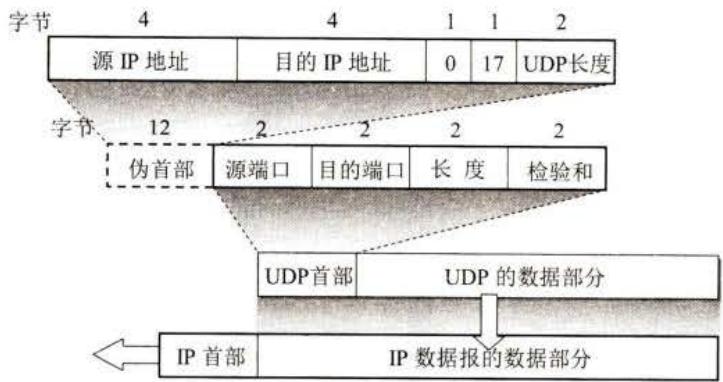 字节 4 4 1 1 2
源 IP 地址 目的 IP 地址 0 17 UDP长度
字节 12 2 2 2 2
伪首部 源端口 目的端口 长 度 检验和
UDP首部 UDP 的数据部分
IP 首部 IP 数据报的数据部分